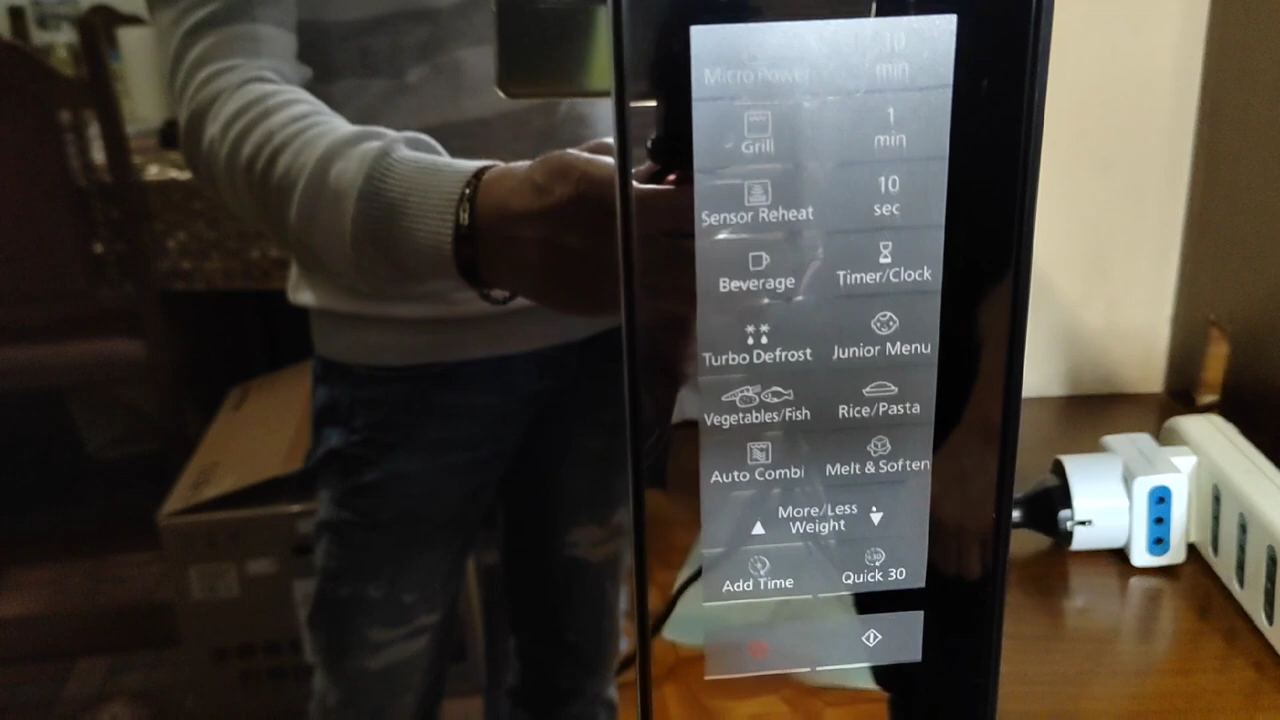 Micro Power
10
min
Grill
1
min
Sensor Reheat
10
sec
Beverage
Timer/Clock
Turbo Defrost
Junior Menu
Vegetables/Fish
Rice/Pasta
Auto Combi
Melt & Soften
More/Less
Weight
Add Time
Quick 30